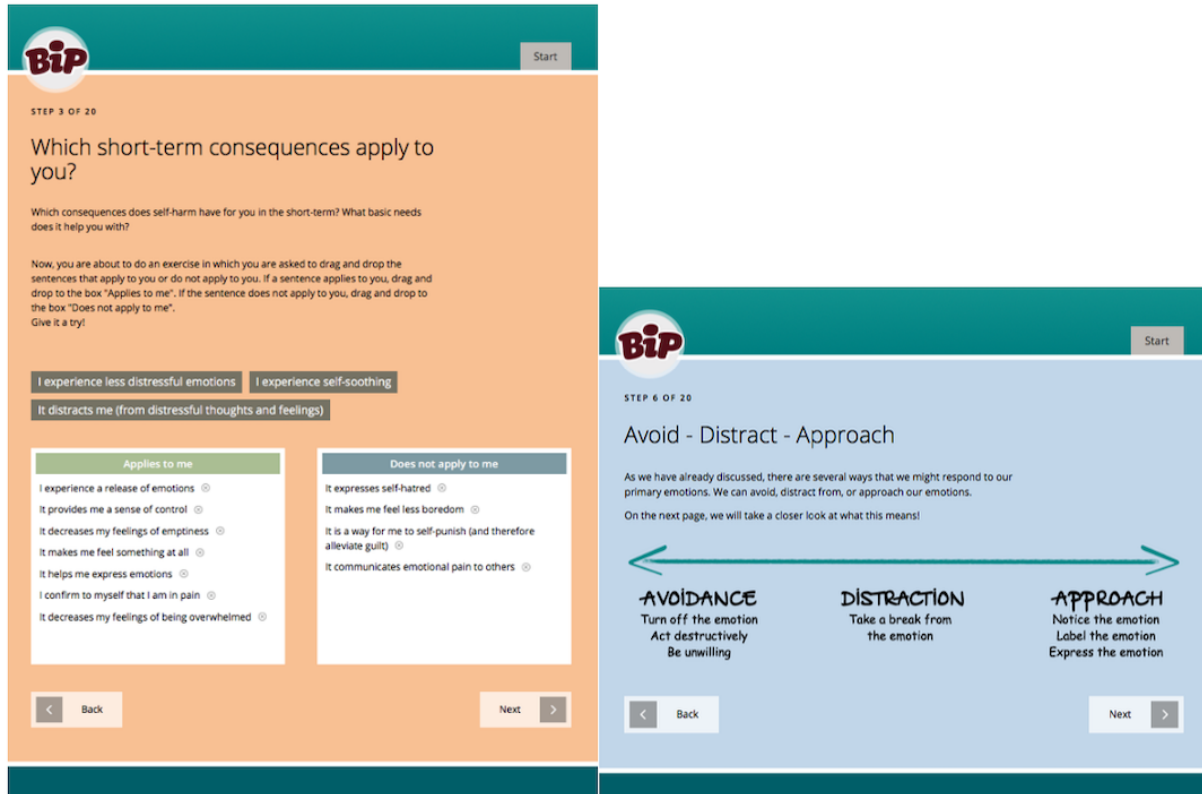 BiP
Start
STEP 3 OF 20
Which short-term consequences apply to
you?
Which consequences does self-harm have for you in the short-term? What basic needs
does it help you with?
Now, you are about to do an exercise in which you are asked to drag and drop the
sentences that apply to you or do not apply to you. If a sentence applies to you, drag and
drop to the box "Applies to me". If the sentence does not apply to you, drag and drop to
the box "Does not apply to me".
Give it a try!
I experience less distressful emotions
I experience self-soothing
It distracts me (from distressful thoughts and feelings)
Applies to me
I experience a release of emotions
It provides me a sense of control
It decreases my feelings of emptiness
It makes me feel something at all
It helps me express emotions
I confirm to myself that I am in pain
It decreases my feelings of being overwhelmed
Does not apply to me
It expresses self-hatred
It makes me feel less boredom
It is a way for me to self-punish (and therefore
alleviate guilt)
It communicates emotional pain to others
Back
Next
BiP
Start
STEP 6 OF 20
Avoid - Distract - Approach
As we have already discussed, there are several ways that we might respond to our
primary emotions. We can avoid, distract from, or approach our emotions.
On the next page, we will take a closer look at what this means!
AVOIDANCE
Turn off the emotion
Act destructively
Be unwilling
DISTRACTION
Take a break from
the emotion
APPROACH
Notice the emotion
Label the emotion
Express the emotion
Back
Next